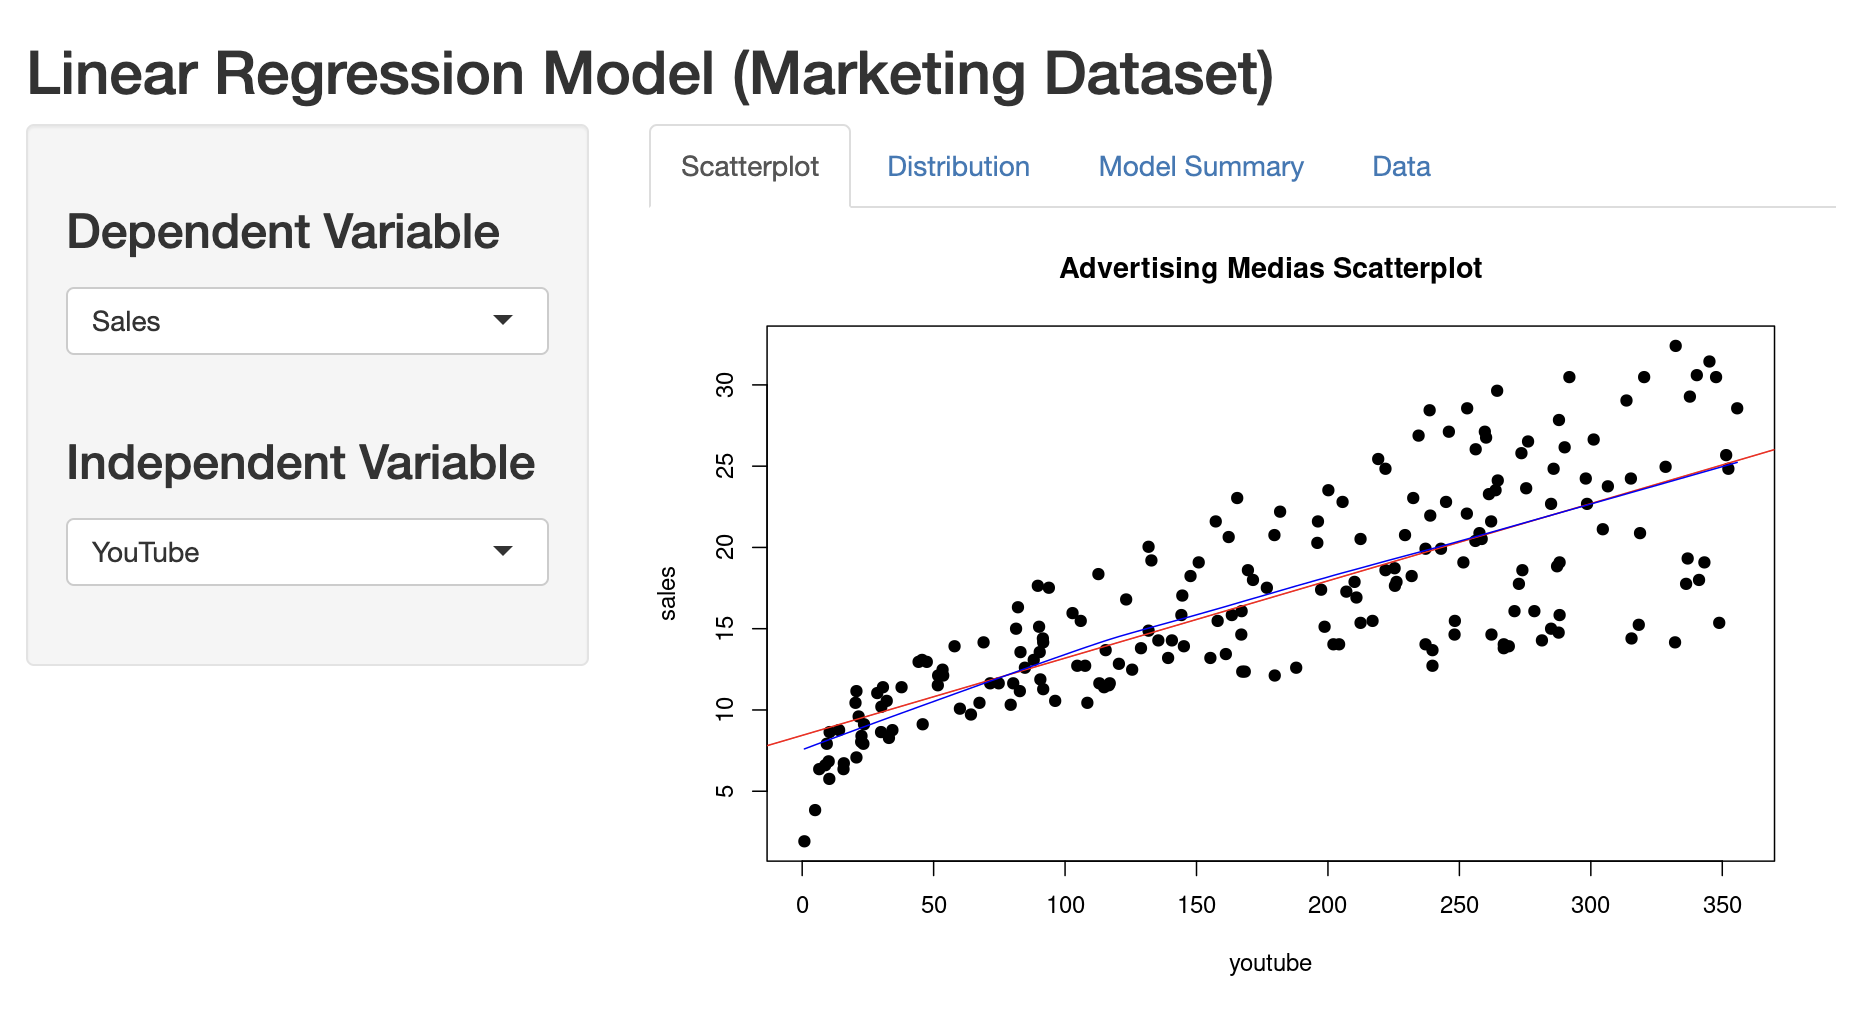 Linear Regression Model (Marketing Dataset)
Dependent Variable
Sales
Independent Variable
YouTube
Scatterplot Distribution Model Summary Data
Advertising Medias Scatterplot
sales
30
25
20
15
10
5
0 50 100 150 200 250 300 350
youtube